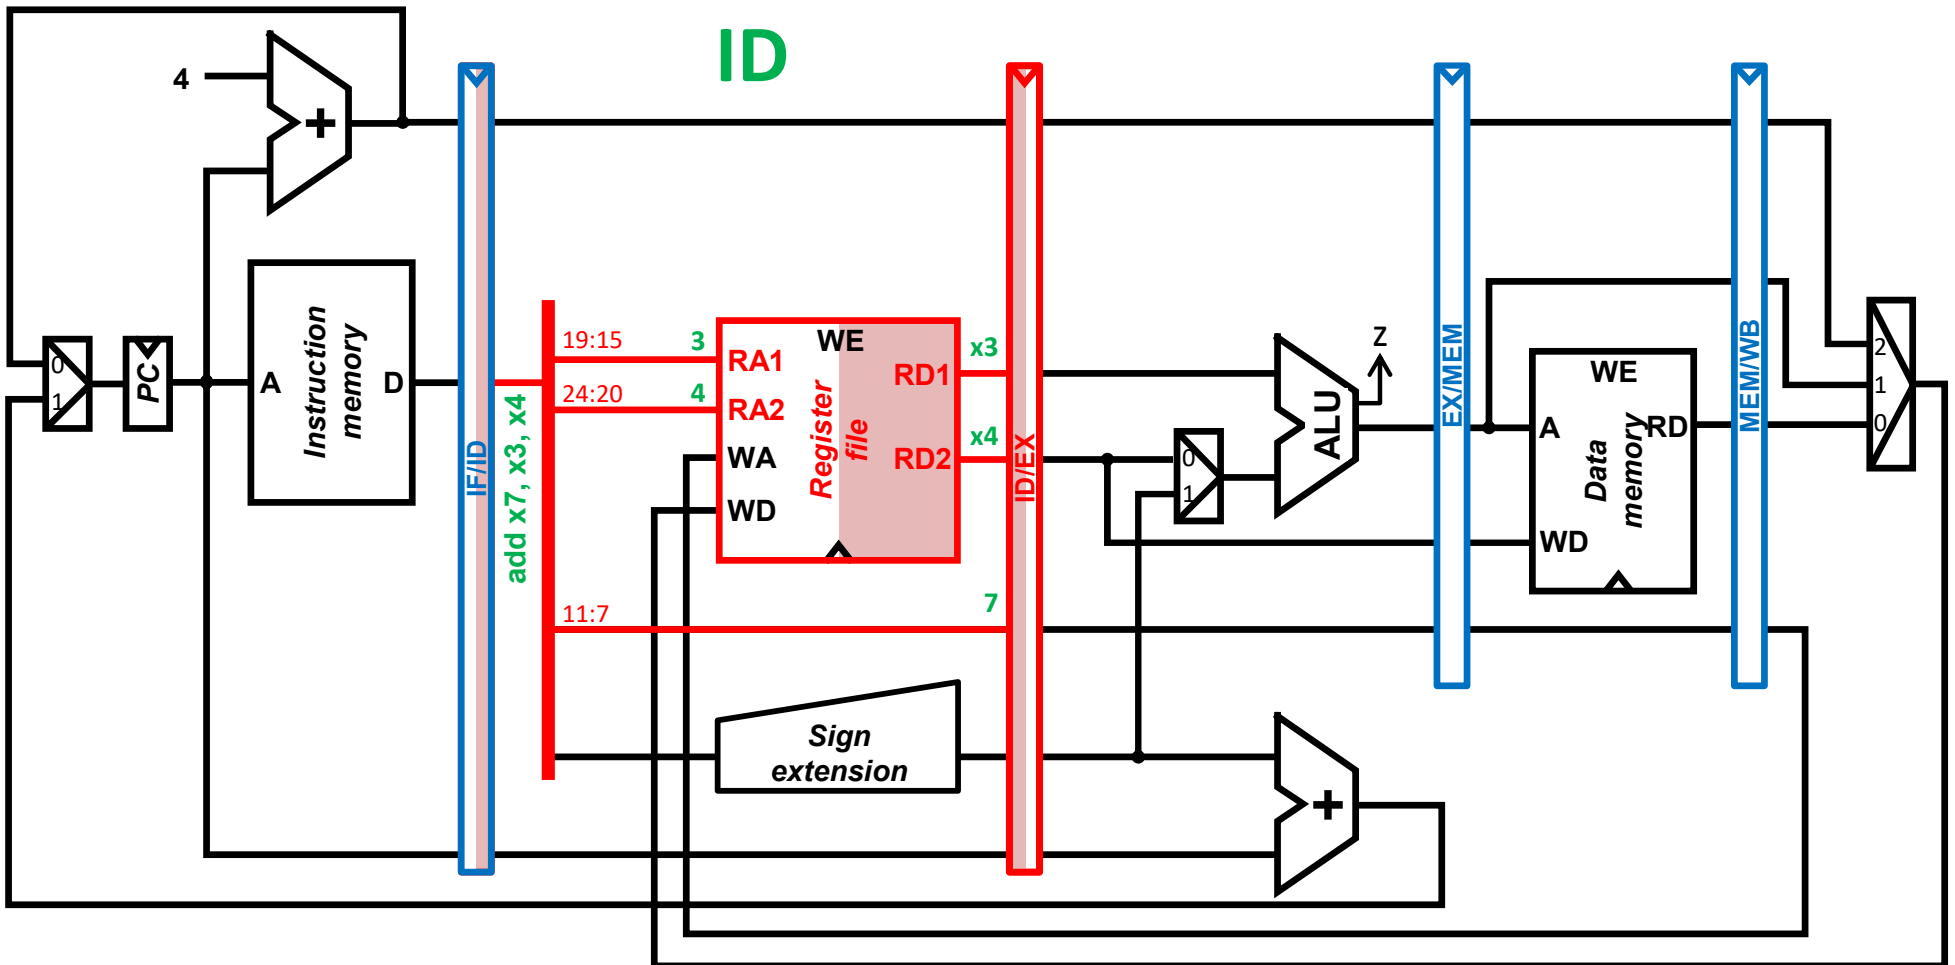 ID
4
+
IF/ID
ID/EX
EX/MEM
MEM/WB
0
1
PC
A
Instruction
memory
D
add x7, x3, x4
19:15
3
24:20
4
11:7
7
WE
RA1
RA2
WA
WD
Register
file
RD1
RD2
x3
x4
Sign
extension
0
1
ALU
Z
+
WE
A
Data
memory
RD
WD
2
1
0